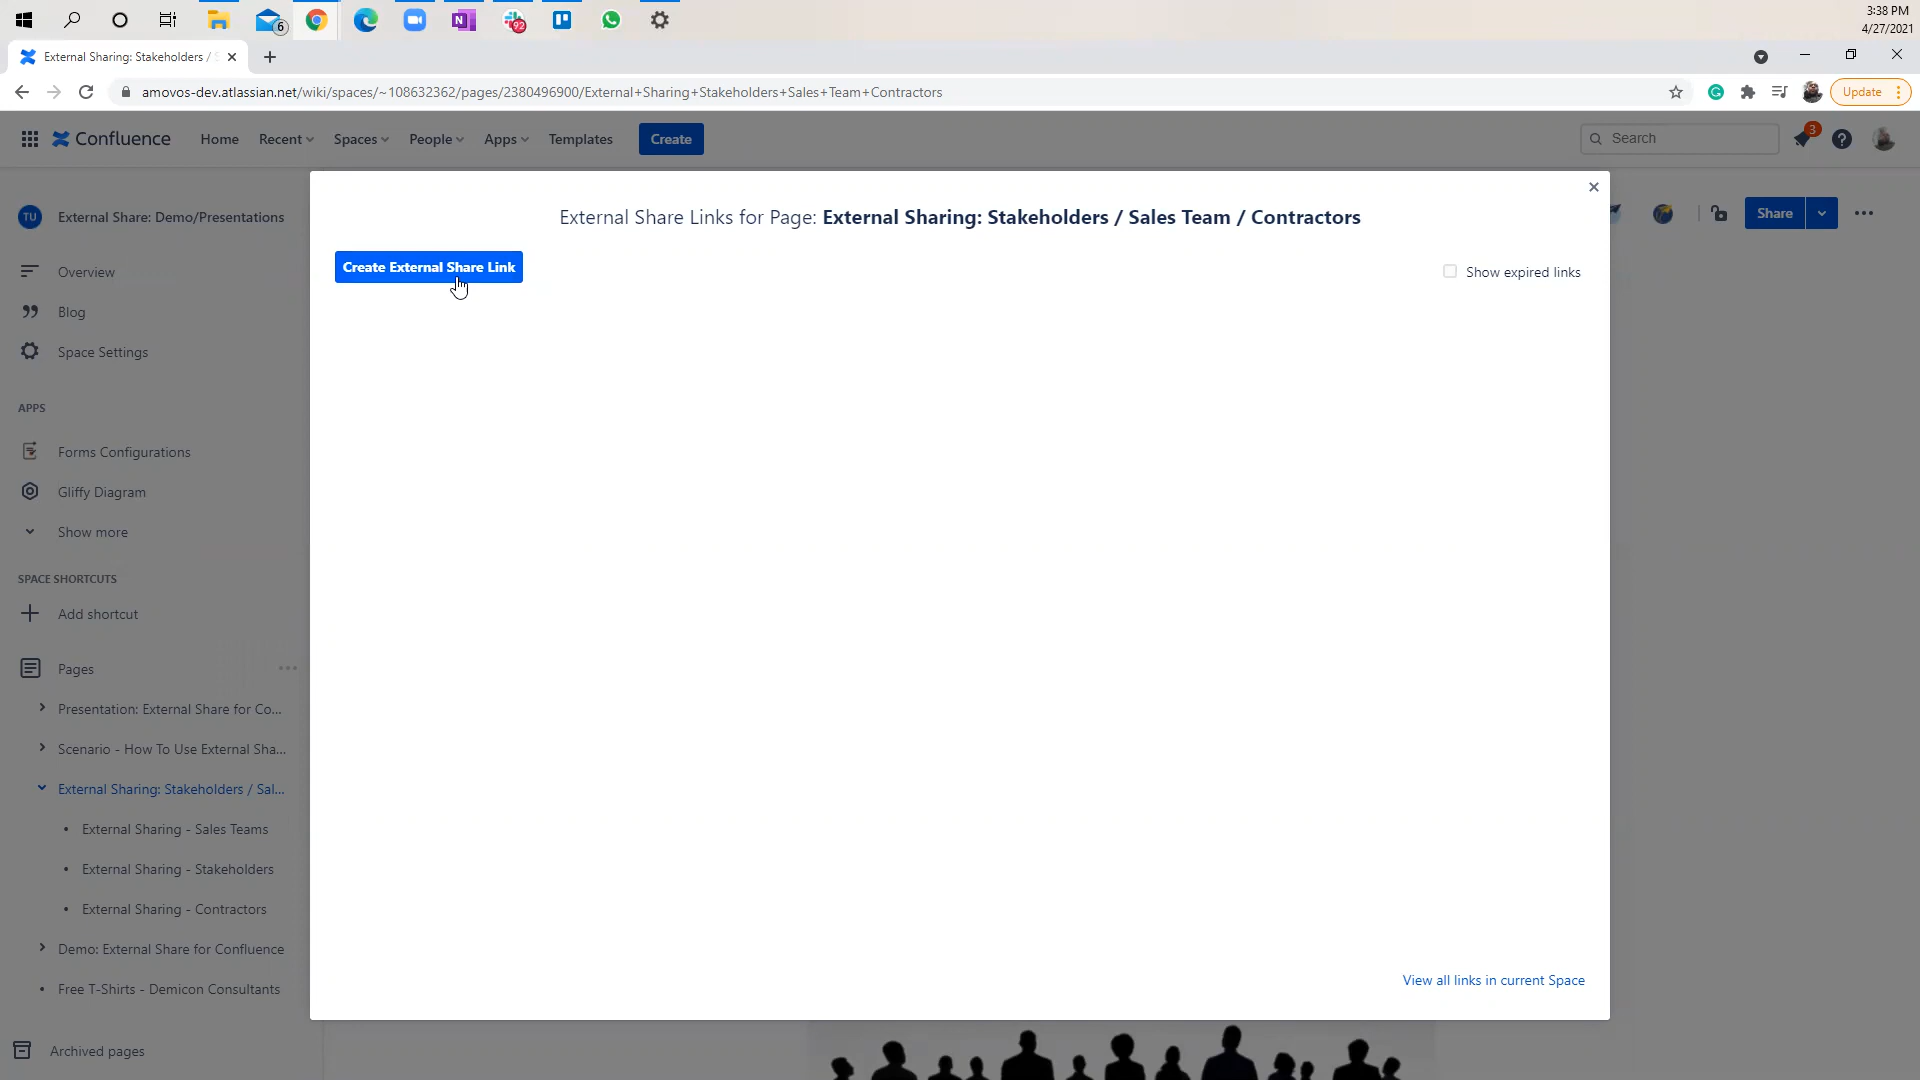 3:38 PM
4/27/2021
6
92
External Sharing: Stakeholders /
amovos-dev.atlassian.net/wiki/spaces/~108632362/pages/2380496900/External+Sharing+Stakeholders+Sales+Team+Contractors
Update
Confluence
Home
Recent
Spaces
People
Apps
Templates
Create
Search
3
TU
External Share: Demo/Presentations
Share
Overview
Blog
Space Settings
APPS
Forms Configurations
Gliffy Diagram
Show more
SPACE SHORTCUTS
Add shortcut
Pages
Presentation: External Share for Co...
Scenario - How To Use External Sha...
External Sharing: Stakeholders / Sal...
External Sharing - Sales Teams
External Sharing - Stakeholders
External Sharing - Contractors
Demo: External Share for Confluence
Free T-Shirts - Demicon Consultants
Archived pages
External Share Links for Page: External Sharing: Stakeholders / Sales Team / Contractors
Create External Share Link
Show expired links
View all links in current Space